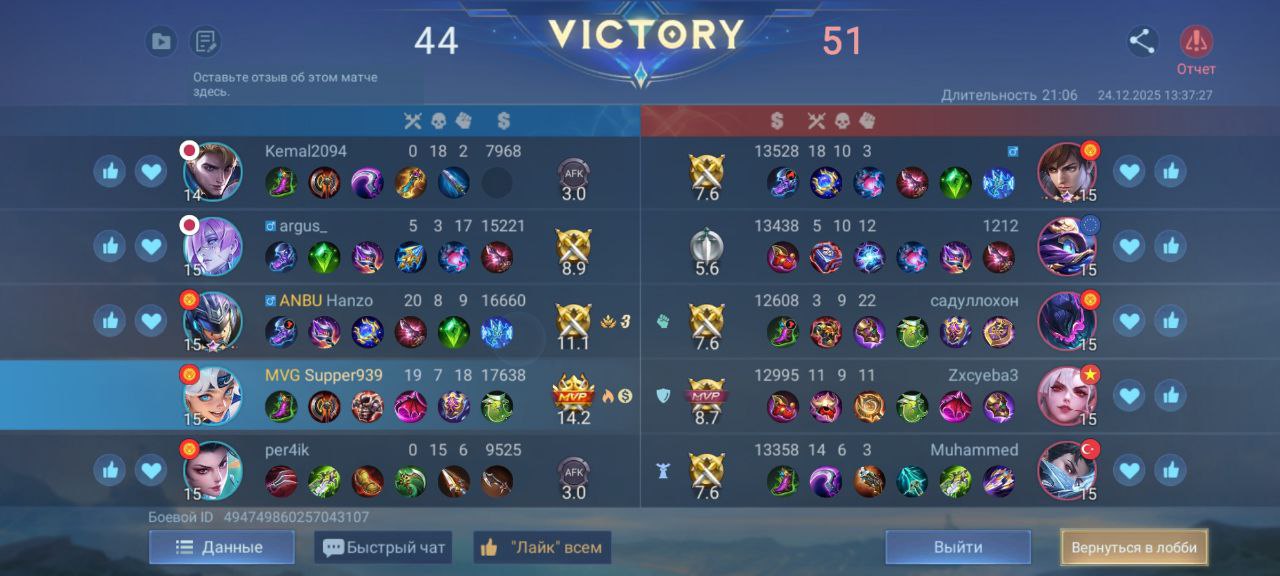 44 VICTORY 51
Оставьте отзыв об этом матче
здесь.
Отчет
Длительность 21:06 24.12.2025 13:37:27
Kemal2094 0 18 2 7968 AFK 3.0 14
7.6 13528 18 10 3 15
argus_ 5 3 17 15221 8.9 15
5.6 13438 5 10 12 1212 15
ANBU Hanzo 20 8 9 16660 11.1 3 15
7.6 12608 3 9 22 садуллохон 15
MVG Supper939 19 7 18 17638 MVP 14.2 15
MVP 8.7 12995 11 9 11 Zxcyeba3 15
per4ik 0 15 6 9525 AFK 3.0 15
7.6 13358 14 6 3 Muhammed 15
Боевой ID 494749860257043107
Данные Быстрый чат "Лайк" всем Выйти Вернуться в лобби